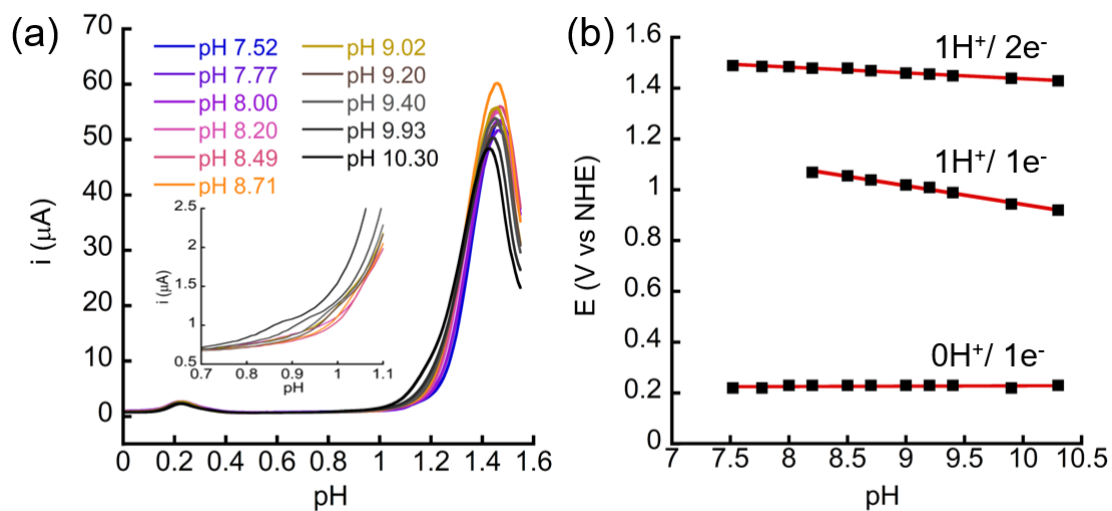 (a)
70
60
50
40
30
20
10
0
i (µA)
pH 7.52
pH 7.77
pH 8.00
pH 8.20
pH 8.49
pH 8.71
pH 9.02
pH 9.20
pH 9.40
pH 9.93
pH 10.30
2.5
2
1.5
1
0.5
i (µA)
0.7 0.8 0.9 1 1.1
pH
0 0.2 0.4 0.6 0.8 1 1.2 1.4 1.6
pH
(b)
1.6
1.4
1.2
1
0.8
0.6
0.4
0.2
0
E (V vs NHE)
1H⁺/ 2e⁻
1H⁺/ 1e⁻
0H⁺/ 1e⁻
7 7.5 8 8.5 9 9.5 10 10.5
pH